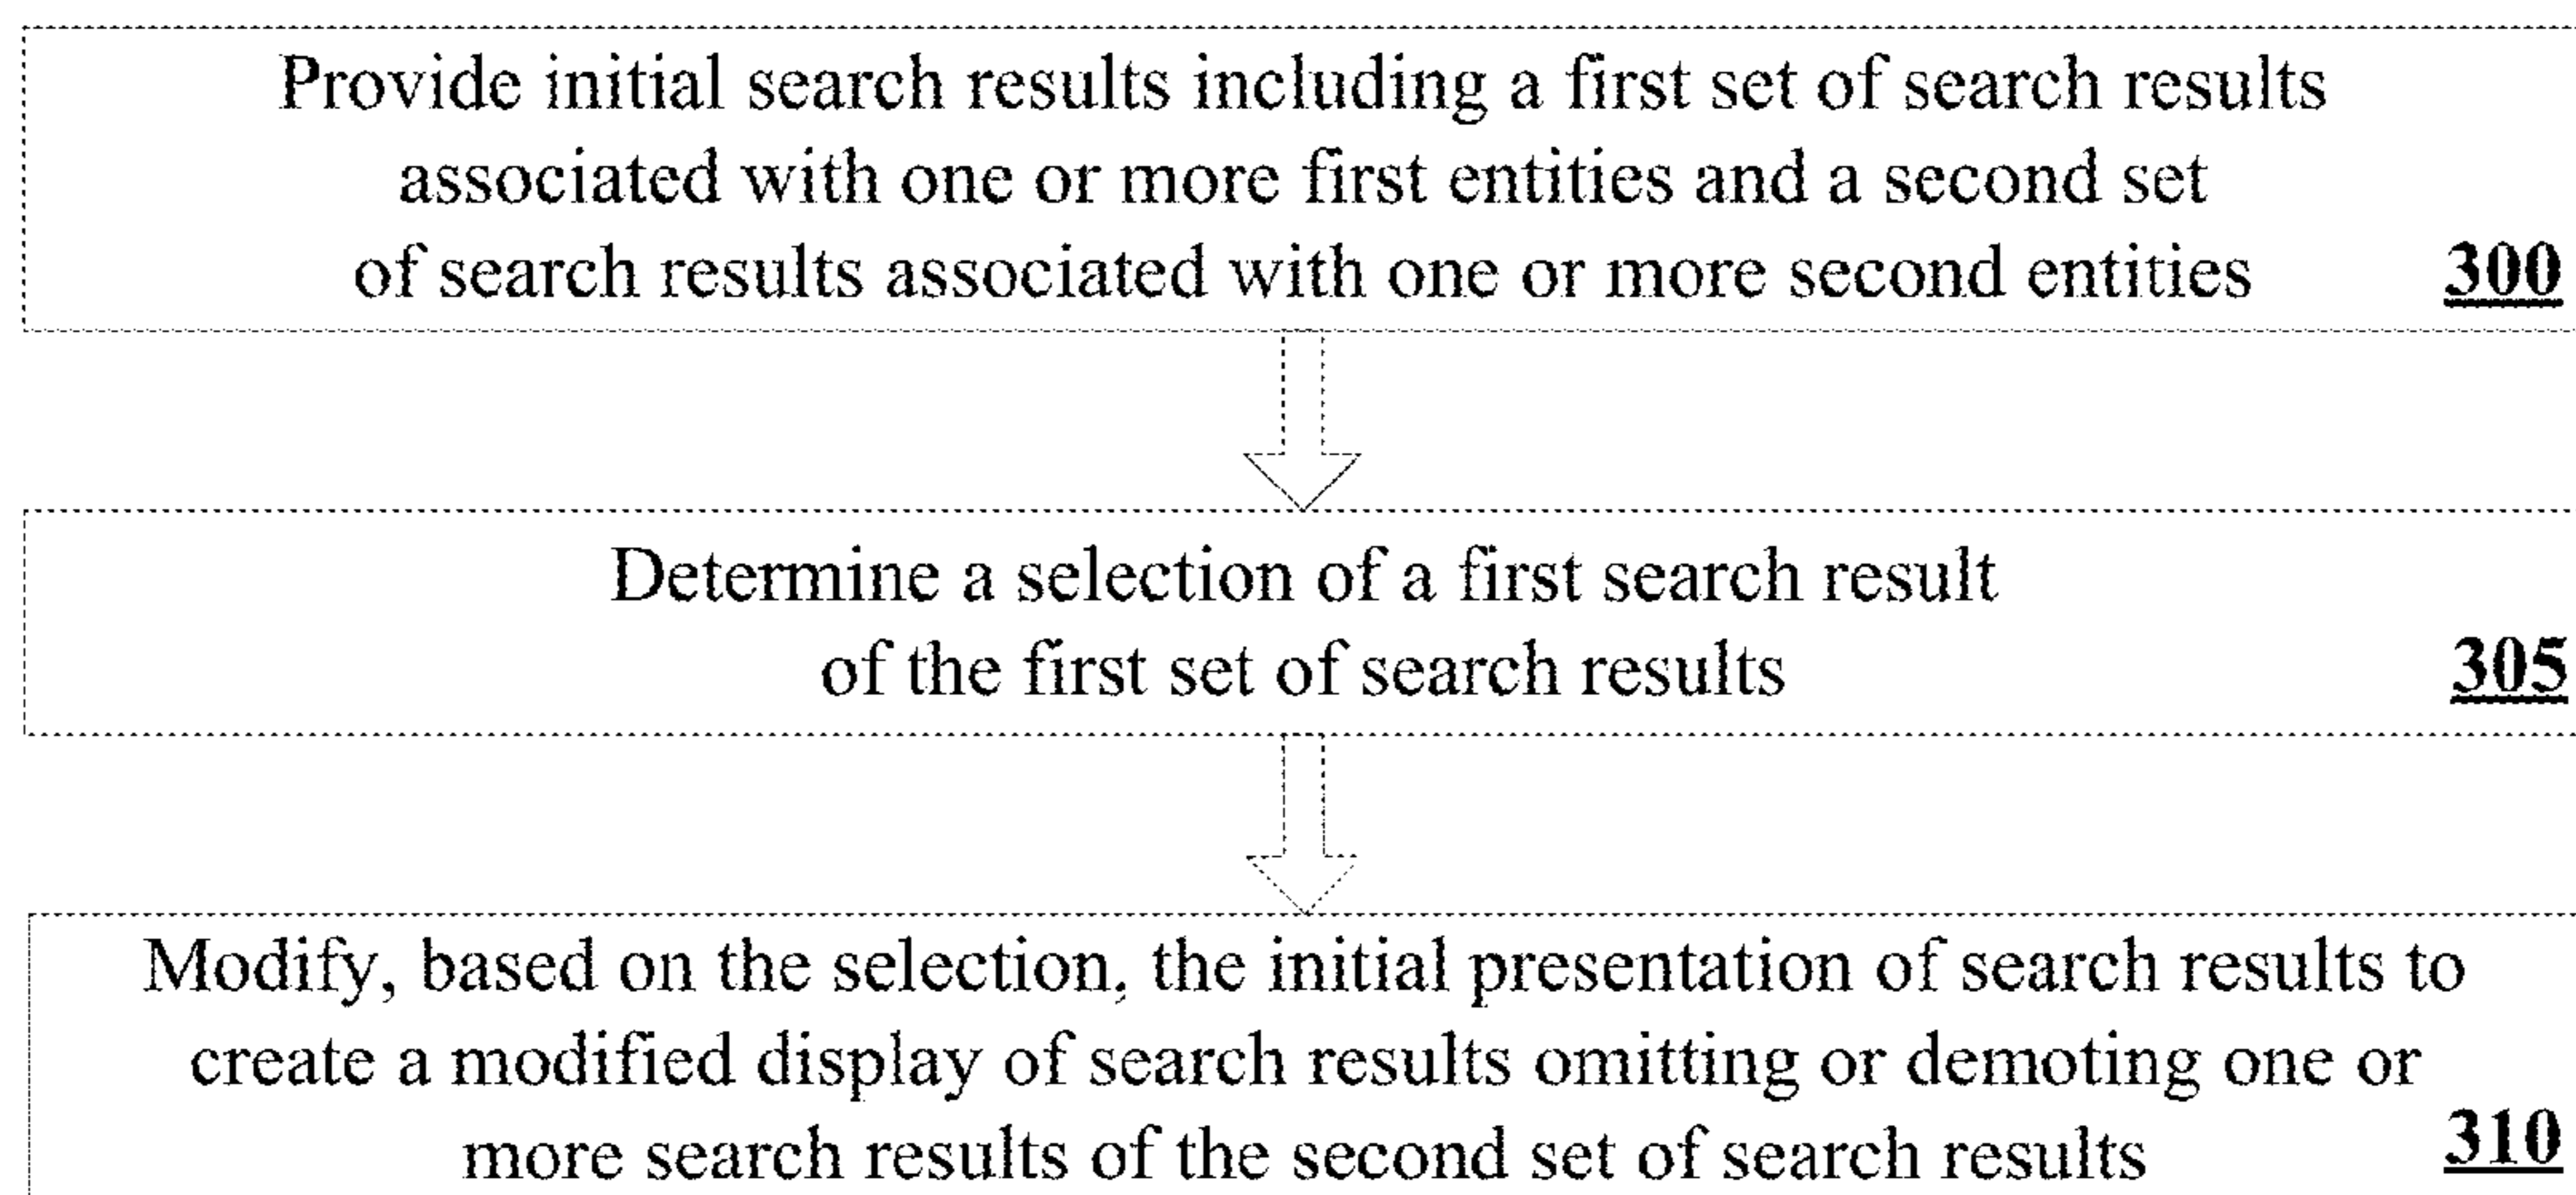 Provide initial search results including a first set of search results
associated with one or more first entities and a second set
of search results associated with one or more second entities 300
Determine a selection of a first search result
of the first set of search results 305
Modify, based on the selection, the initial presentation of search results to
create a modified display of search results omitting or demoting one or
more search results of the second set of search results 310